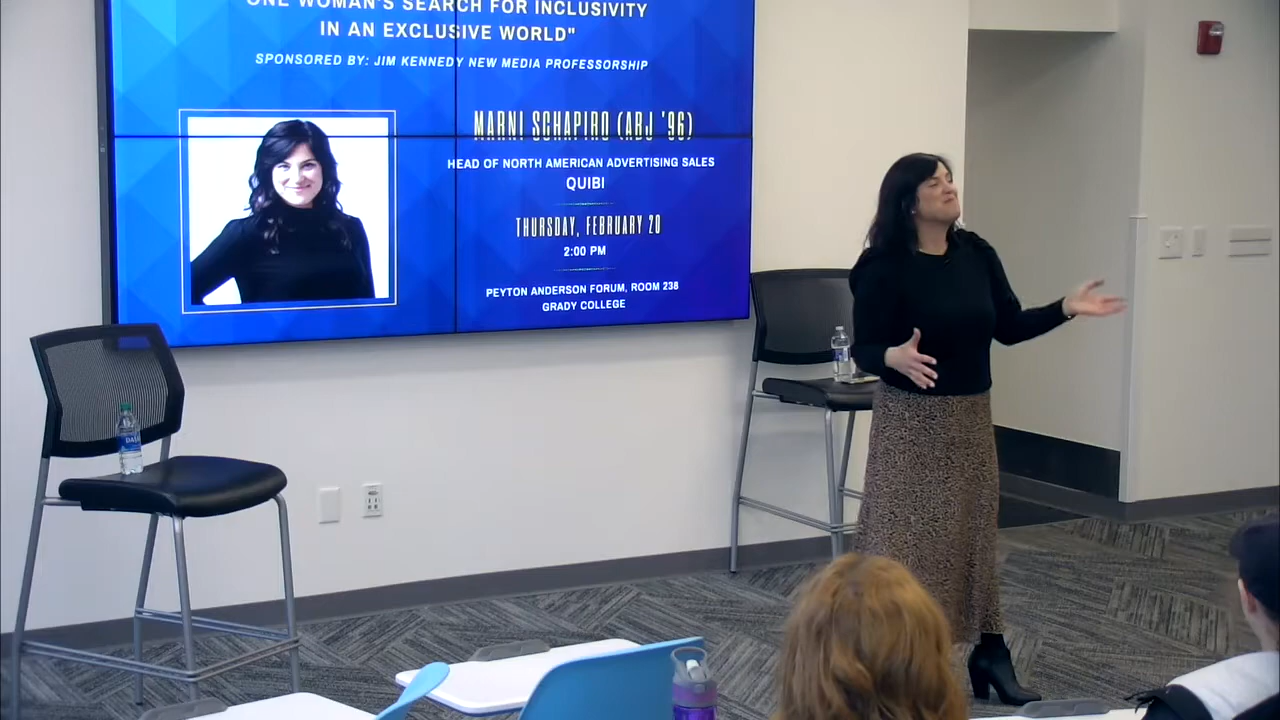 ONE WOMAN'S SEARCH FOR INCLUSIVITY
IN AN EXCLUSIVE WORLD"
SPONSORED BY: JIM KENNEDY NEW MEDIA PROFESSORSHIP
MARNI SCHAPIRO (ABJ '96)
HEAD OF NORTH AMERICAN ADVERTISING SALES
QUIBI
THURSDAY, FEBRUARY 20
2:00 PM
PEYTON ANDERSON FORUM, ROOM 238
GRADY COLLEGE